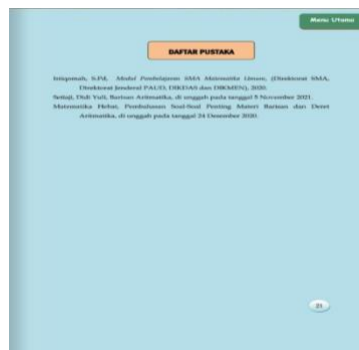 Menu Utama
DAFTAR PUSTAKA
Istiqomah, S.Pd, Modul Pembelajaran SMA Matematika Umum, (Direktorat SMA,
Direktorat Jenderal PAUD, DIKDAS dan DIKMEN), 2020.
Setiaji, Didi Yuli, Barisan Aritmatika, di unggah pada tanggal 5 November 2021.
Matematika Hebat, Pembahasan Soal-Soal Penting Materi Barisan dan Deret
Aritmatika, di unggah pada tanggal 24 Desember 2020.
21